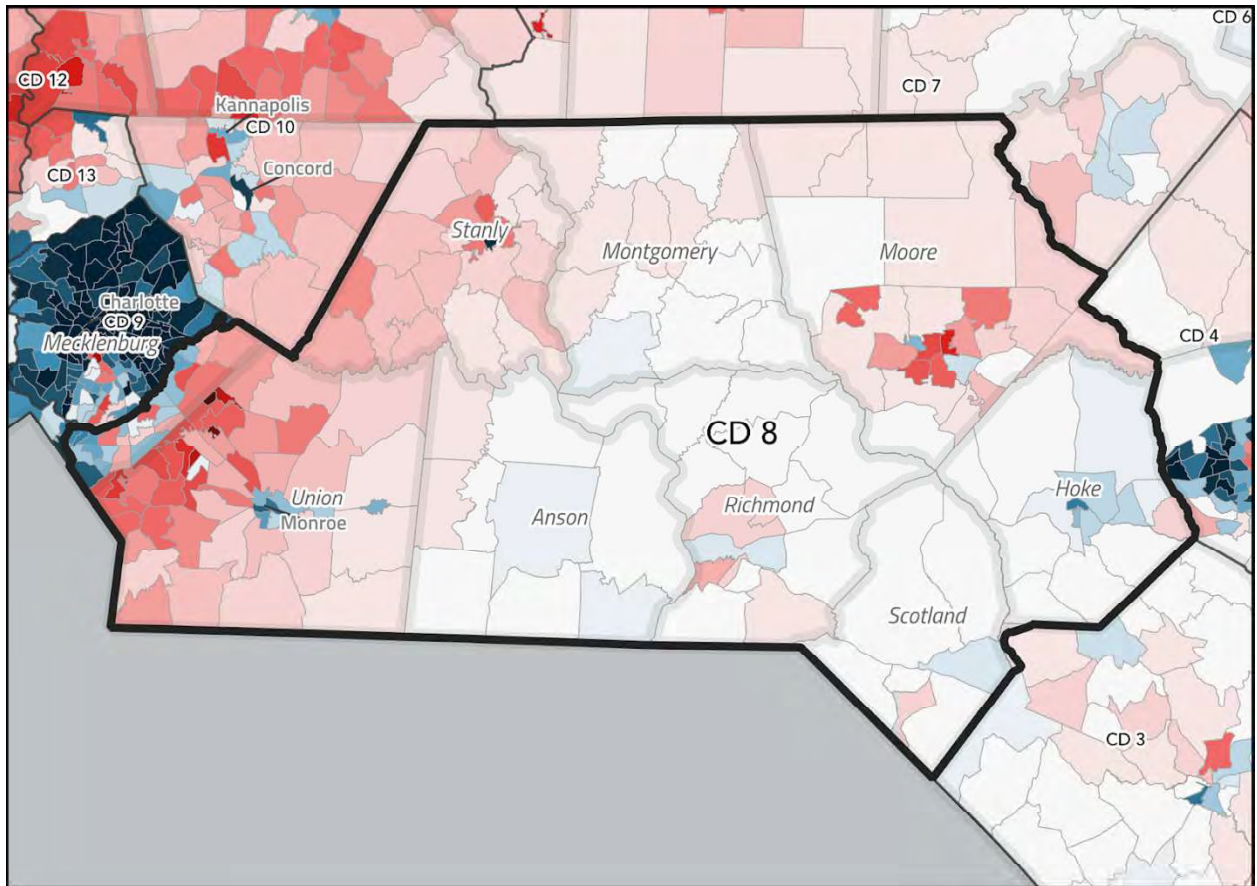 CD 6
CD 12
CD 7
Kannapolis
CD 10
Concord
CD 13
Stanly
Montgomery
Moore
Charlotte
CD 9
Mecklenburg
CD 4
CD 8
Union
Monroe
Anson
Richmond
Hoke
Scotland
CD 3